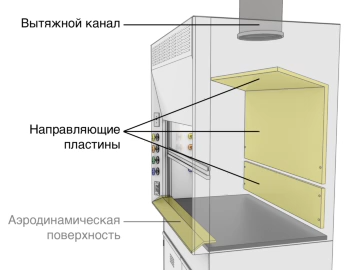 Вытяжной канал
Направляющие
пластины
Аэродинамическая
поверхность